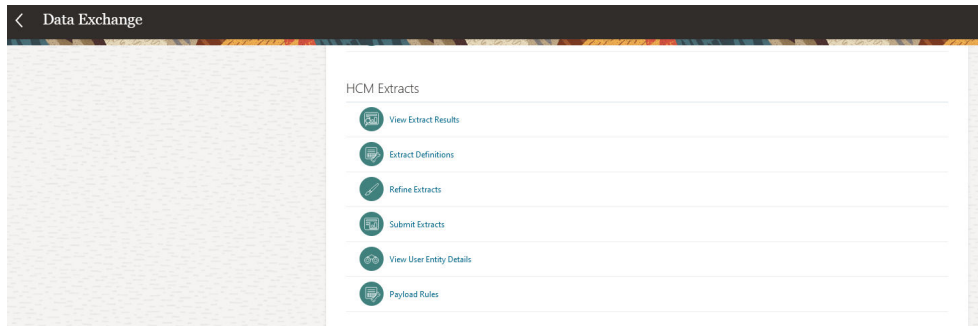 Data Exchange
HCM Extracts
View Extract Results
Extract Definitions
Refine Extracts
Submit Extracts
View User Entity Details
Payload Rules